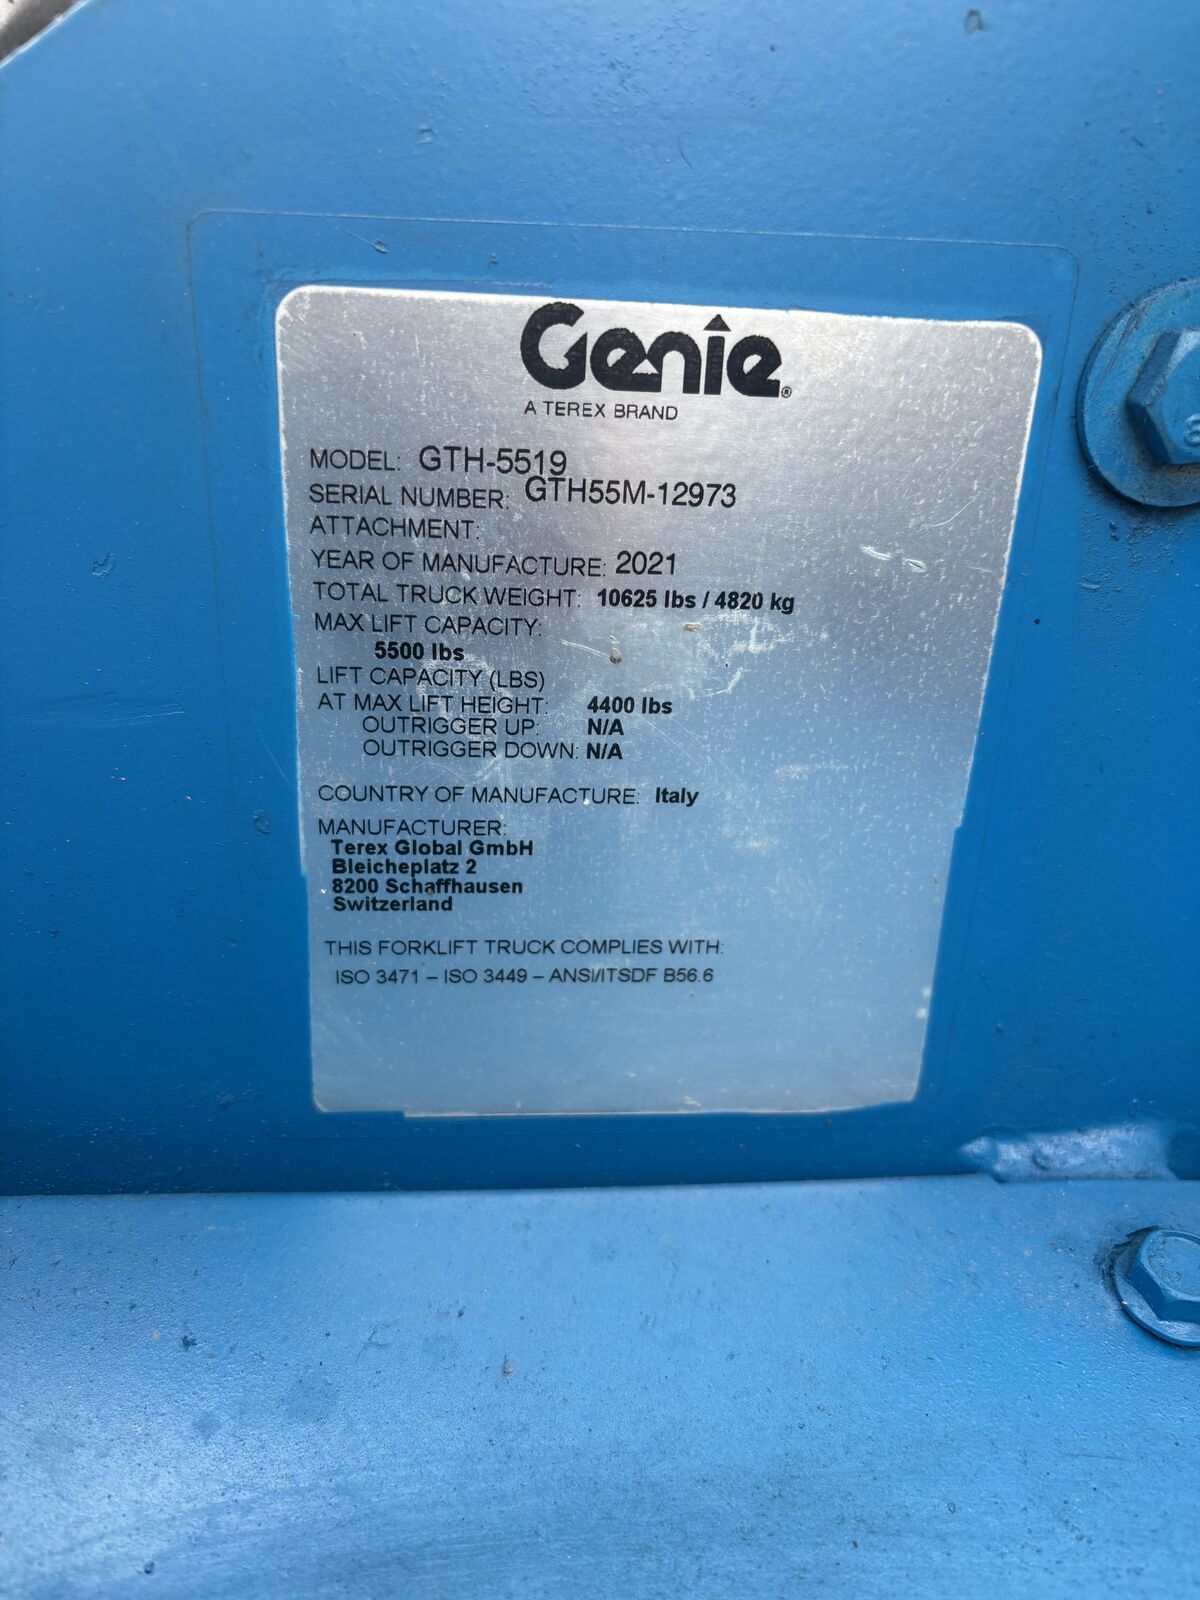 Genie®
A TEREX BRAND
MODEL: GTH-5519
SERIAL NUMBER: GTH55M-12973
ATTACHMENT:
YEAR OF MANUFACTURE: 2021
TOTAL TRUCK WEIGHT: 10625 lbs / 4820 kg
MAX LIFT CAPACITY:
5500 lbs
LIFT CAPACITY (LBS)
AT MAX LIFT HEIGHT: 4400 lbs
OUTRIGGER UP: N/A
OUTRIGGER DOWN: N/A
COUNTRY OF MANUFACTURE: Italy
MANUFACTURER:
Terex Global GmbH
Bleicheplatz 2
8200 Schaffhausen
Switzerland
THIS FORKLIFT TRUCK COMPLIES WITH:
ISO 3471 – ISO 3449 – ANSI/ITSDF B56.6